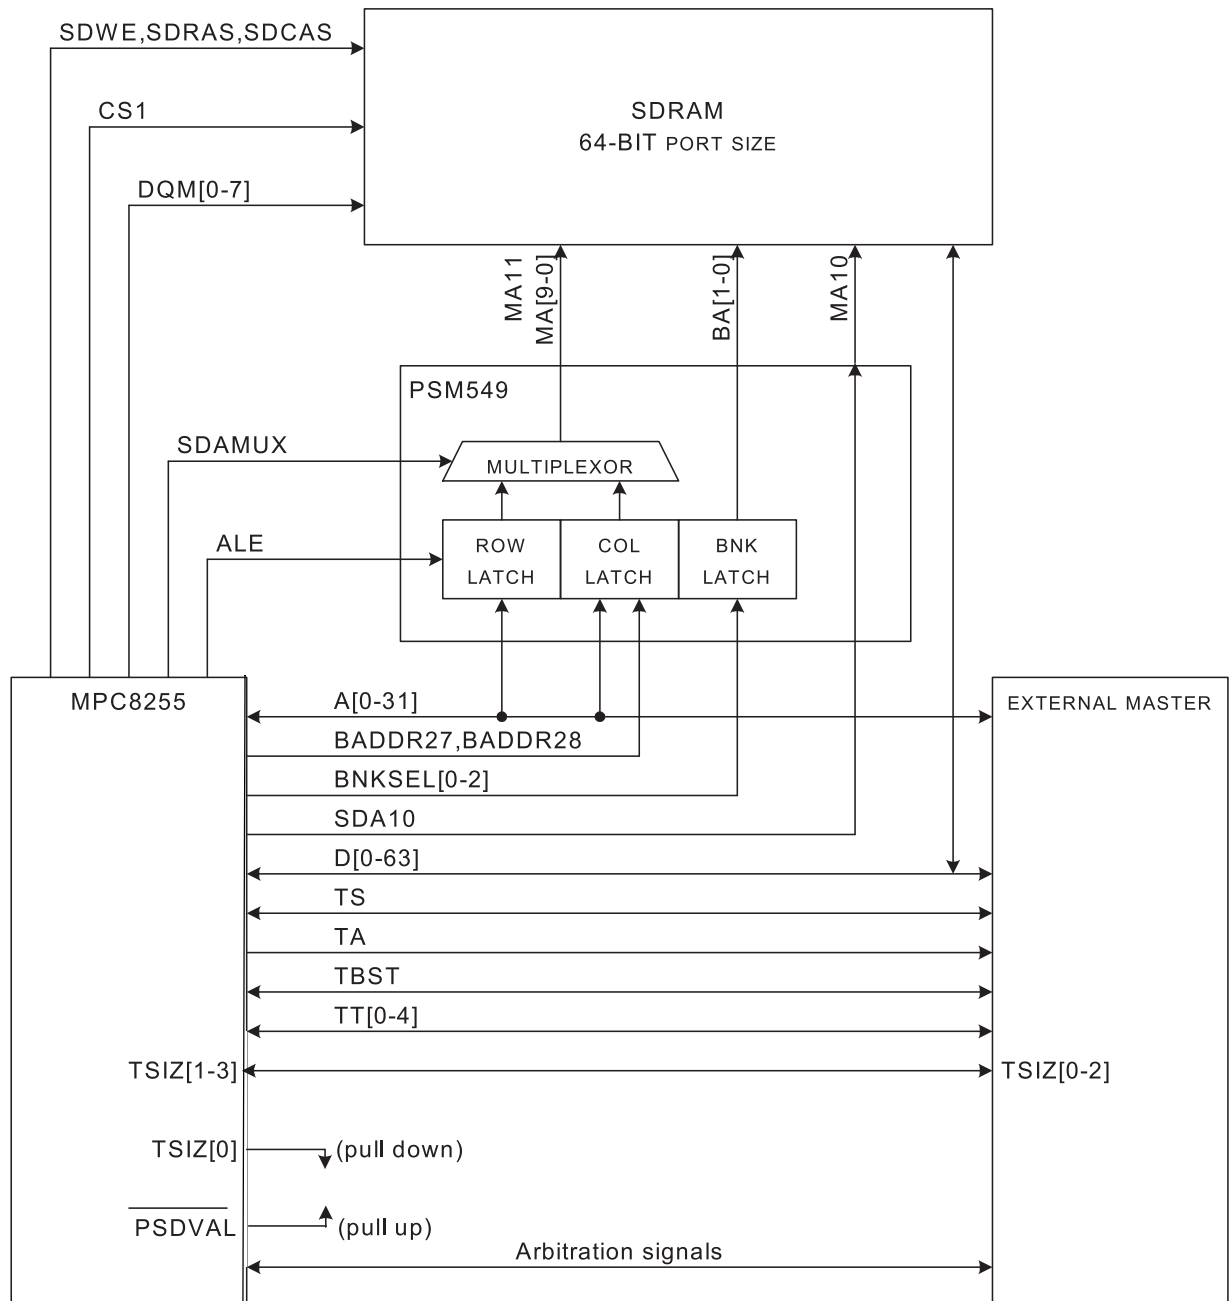 SDWE,SDRAS,SDCAS
CS1
SDRAM
64-BIT PORT SIZE
DQM[0-7]
MA11
MA[9-0]
BA[1-0]
MA10
PSM549
SDAMUX
MULTIPLEXOR
ALE
ROW
LATCH
COL
LATCH
BNK
LATCH
MPC8255
A[0-31]
EXTERNAL MASTER
BADDR27,BADDR28
BNKSEL[0-2]
SDA10
D[0-63]
TS
TA
TBST
TT[0-4]
TSIZ[1-3]
TSIZ[0-2]
TSIZ[0]
(pull down)
PSDVAL
(pull up)
Arbitration signals